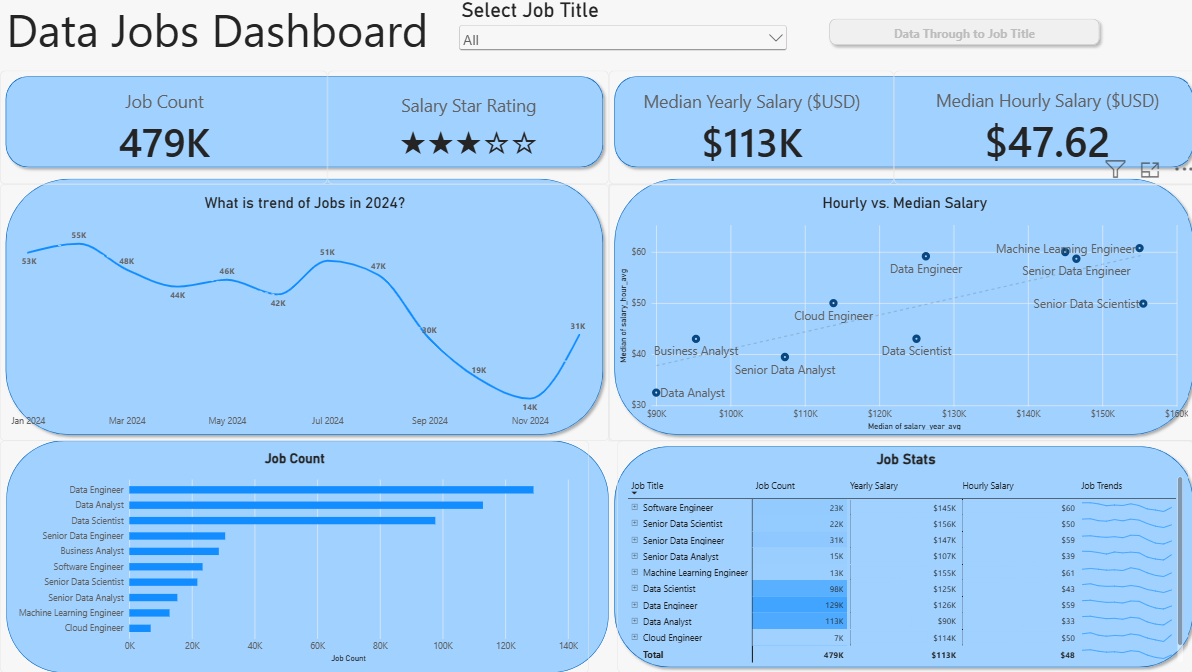 Data Jobs Dashboard
Select Job Title
All
Data Through to Job Title
Job Count
479K
Salary Star Rating
★★★☆☆
Median Yearly Salary ($USD)
$113K
Median Hourly Salary ($USD)
$47.62
What is trend of Jobs in 2024?
53K
55K
48K
44K
46K
42K
51K
47K
30K
19K
14K
31K
Jan 2024 Mar 2024 May 2024 Jul 2024 Sep 2024 Nov 2024
Hourly vs. Median Salary
Median of salary_hour_avg
$60
$50
$40
$30
Machine Learning Engineer
Data Engineer
Senior Data Engineer
Senior Data Scientist
Cloud Engineer
Business Analyst
Data Scientist
Senior Data Analyst
Data Analyst
$90K $100K $110K $120K $130K $140K $150K $160K
Median of salary_year_avg
Job Count
Data Engineer
Data Analyst
Data Scientist
Senior Data Engineer
Business Analyst
Software Engineer
Senior Data Scientist
Senior Data Analyst
Machine Learning Engineer
Cloud Engineer
0K 20K 40K 60K 80K 100K 120K 140K
Job Count
Job Stats
Job Title Job Count Yearly Salary Hourly Salary Job Trends
Software Engineer 23K $145K $60
Senior Data Scientist 22K $156K $50
Senior Data Engineer 31K $147K $59
Senior Data Analyst 15K $107K $39
Machine Learning Engineer 13K $155K $61
Data Scientist 98K $125K $43
Data Engineer 129K $126K $59
Data Analyst 113K $90K $33
Cloud Engineer 7K $114K $50
Total 479K $113K $48